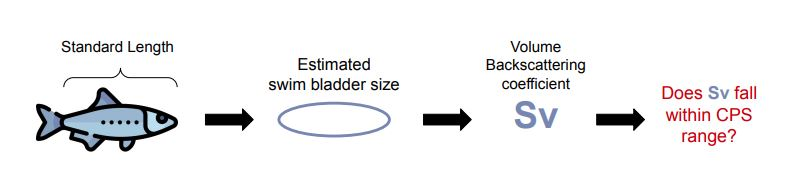 Standard Length
Estimated
swim bladder size
Volume
Backscattering
coefficient
Sv
Does Sv fall
within CPS
range?